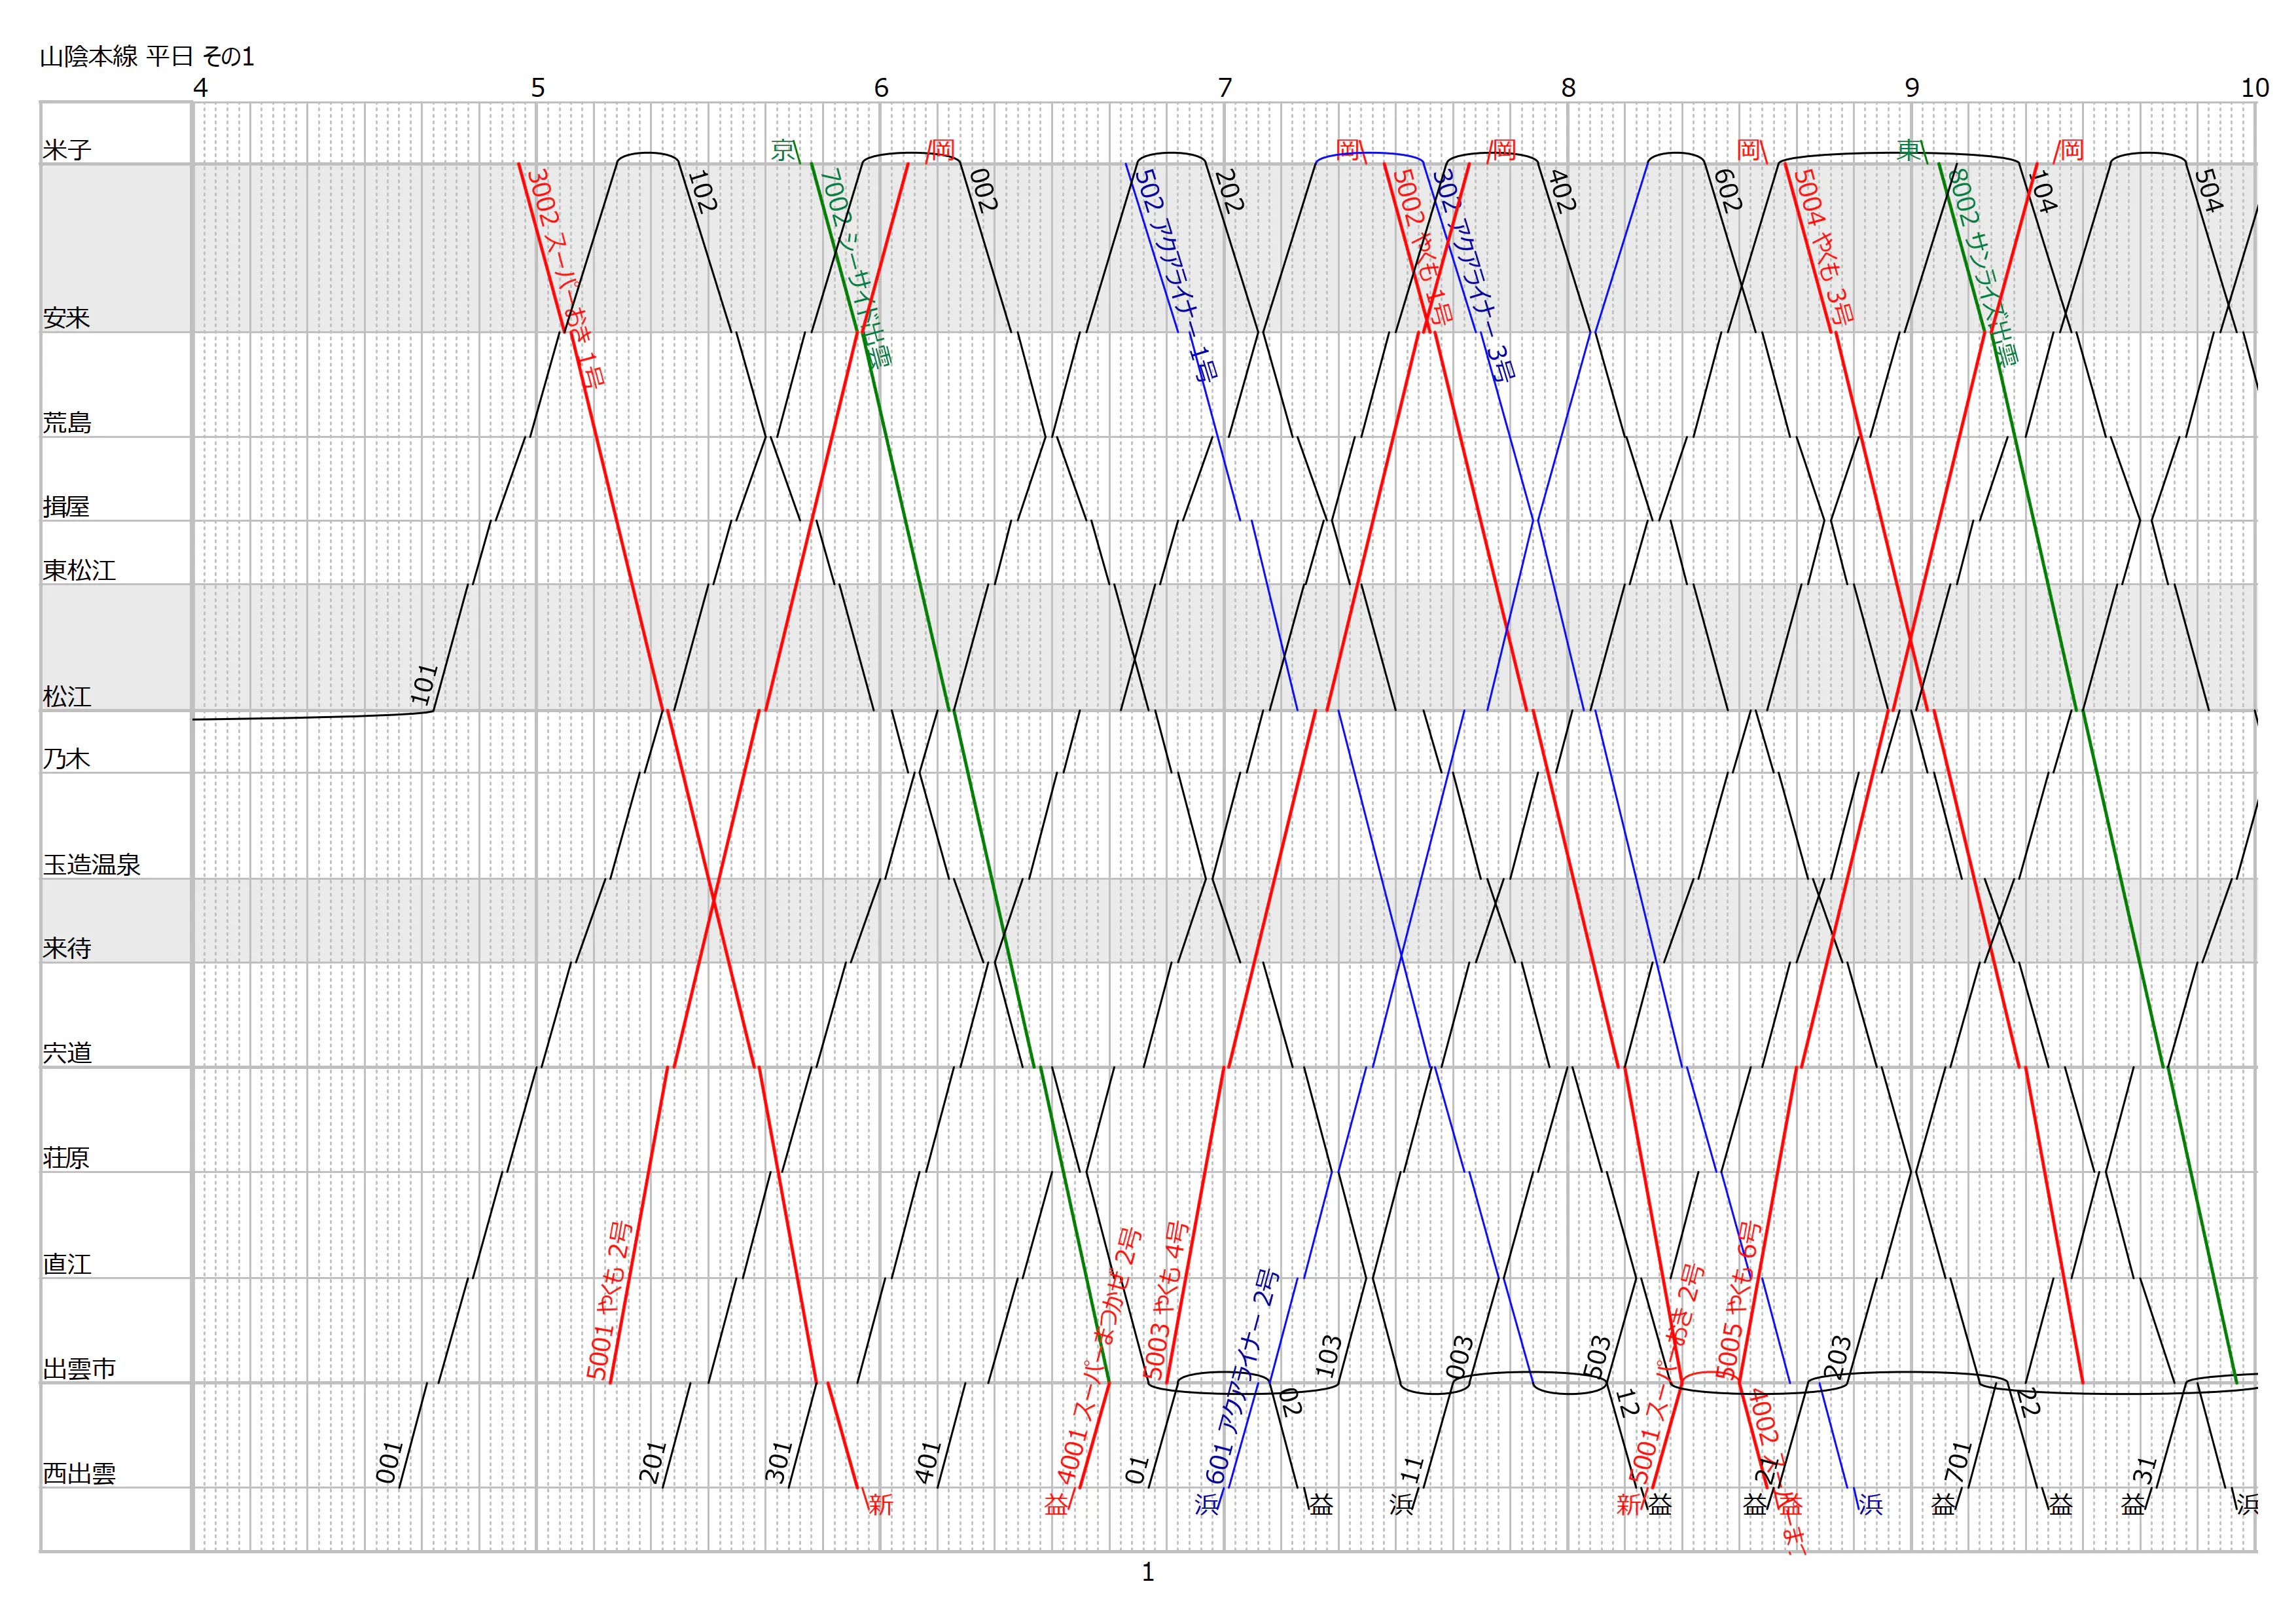 山陰本線 平日 その1
4 5 6 7 8 9 10
米子
安来
荒島
揖屋
東松江
松江
乃木
玉造温泉
来待
宍道
荘原
直江
出雲市
西出雲
京 岡 岡 岡 岡 東 岡
3002 スーパーおき 1号
102
7002 シーサイド出雲
002
502 アクアライナー 1号
202
5002 やくも 1号
302 アクアライナー 3号
402
602
5004 やくも 3号
8002 サンライズ出雲
104
504
101
001
5001 やくも 2号
201
301
401
4001 スーパーまつかぜ 2号
01
5003 やくも 4号
601 アクアライナー 2号
02
103
11
003
503
12
5001 スーパーおき 2号
5005 やくも 6号
4002 スーパーま
21
203
701
22
31
新 益 浜 益 浜 新 益 益 益 浜 益 益 益 浜
1